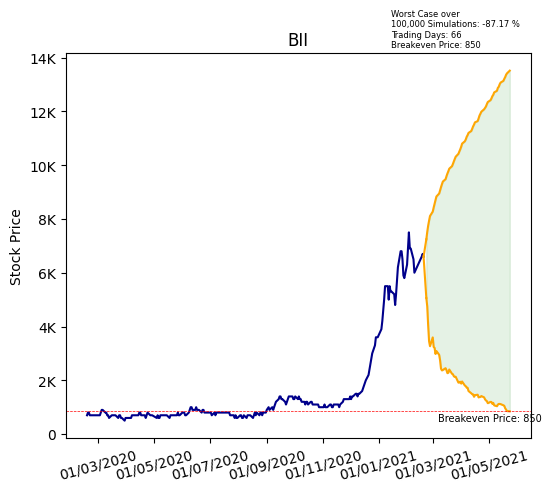 Worst Case over
100,000 Simulations: -87.17 %
Trading Days: 66
Breakeven Price: 850
BII
14K
12K
10K
8K
6K
4K
2K
0
Stock Price
Breakeven Price: 850
01/03/2020 01/05/2020 01/07/2020 01/09/2020 01/11/2020 01/01/2021 01/03/2021 01/05/2021